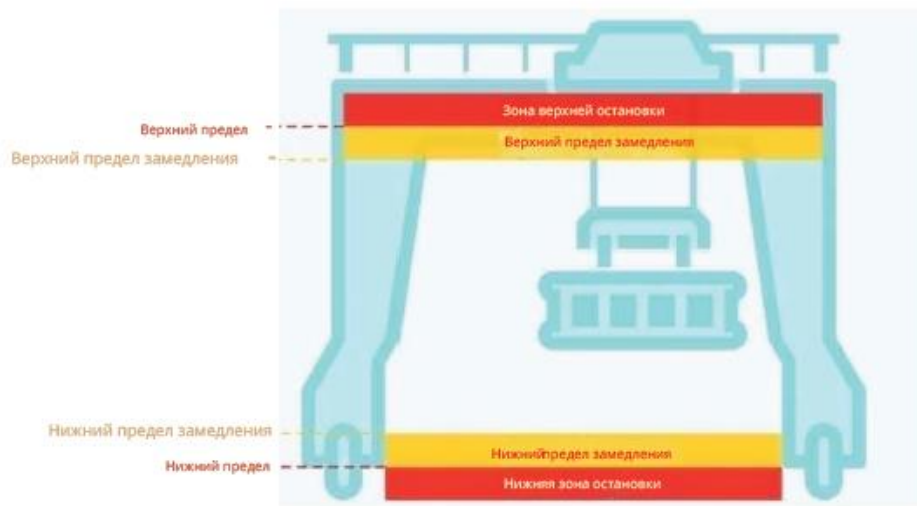 Зона верхней остановки
Верхний предел
Верхний предел замедления
Верхний предел замедления
Нижний предел замедления
Нижнийпредел замедления
Нижний предел
Нижняя зона остановки